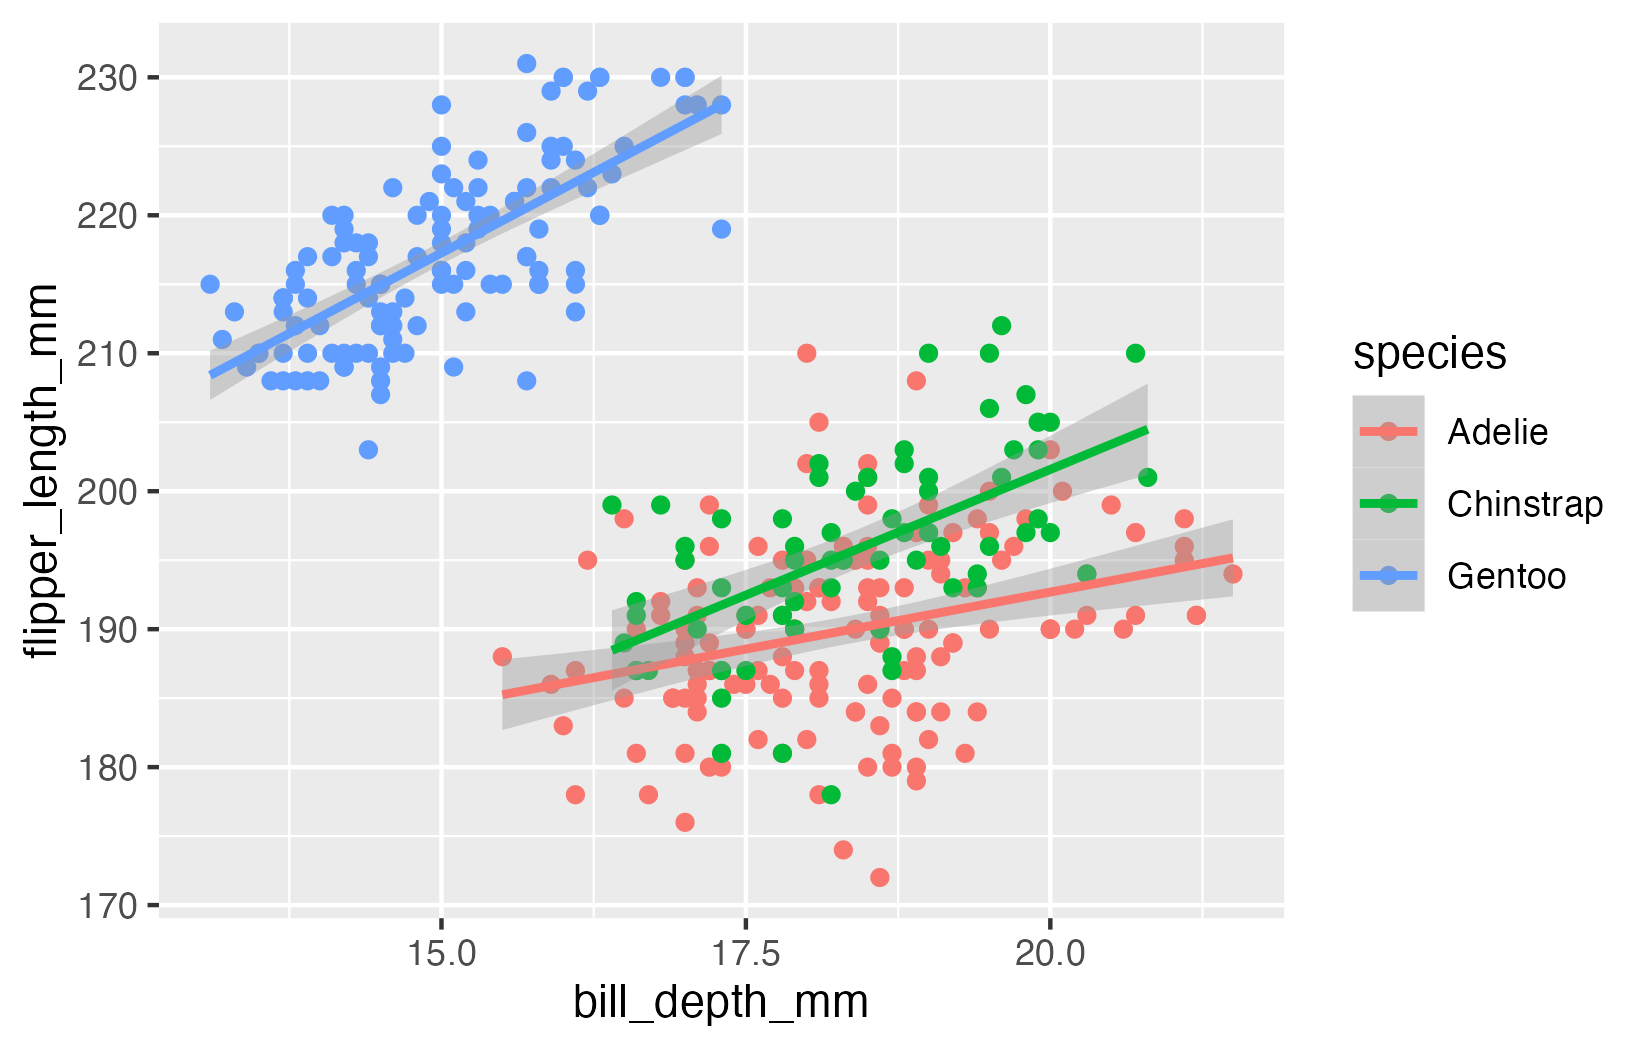 flipper_length_mm
230
220
210
200
190
180
170
15.0 17.5 20.0
bill_depth_mm
species
Adelie
Chinstrap
Gentoo